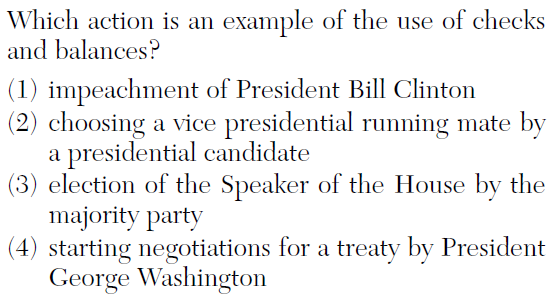 Which action is an example of the use of checks
and balances?
(1) impeachment of President Bill Clinton
(2) choosing a vice presidential running mate by
a presidential candidate
(3) election of the Speaker of the House by the
majority party
(4) starting negotiations for a treaty by President
George Washington